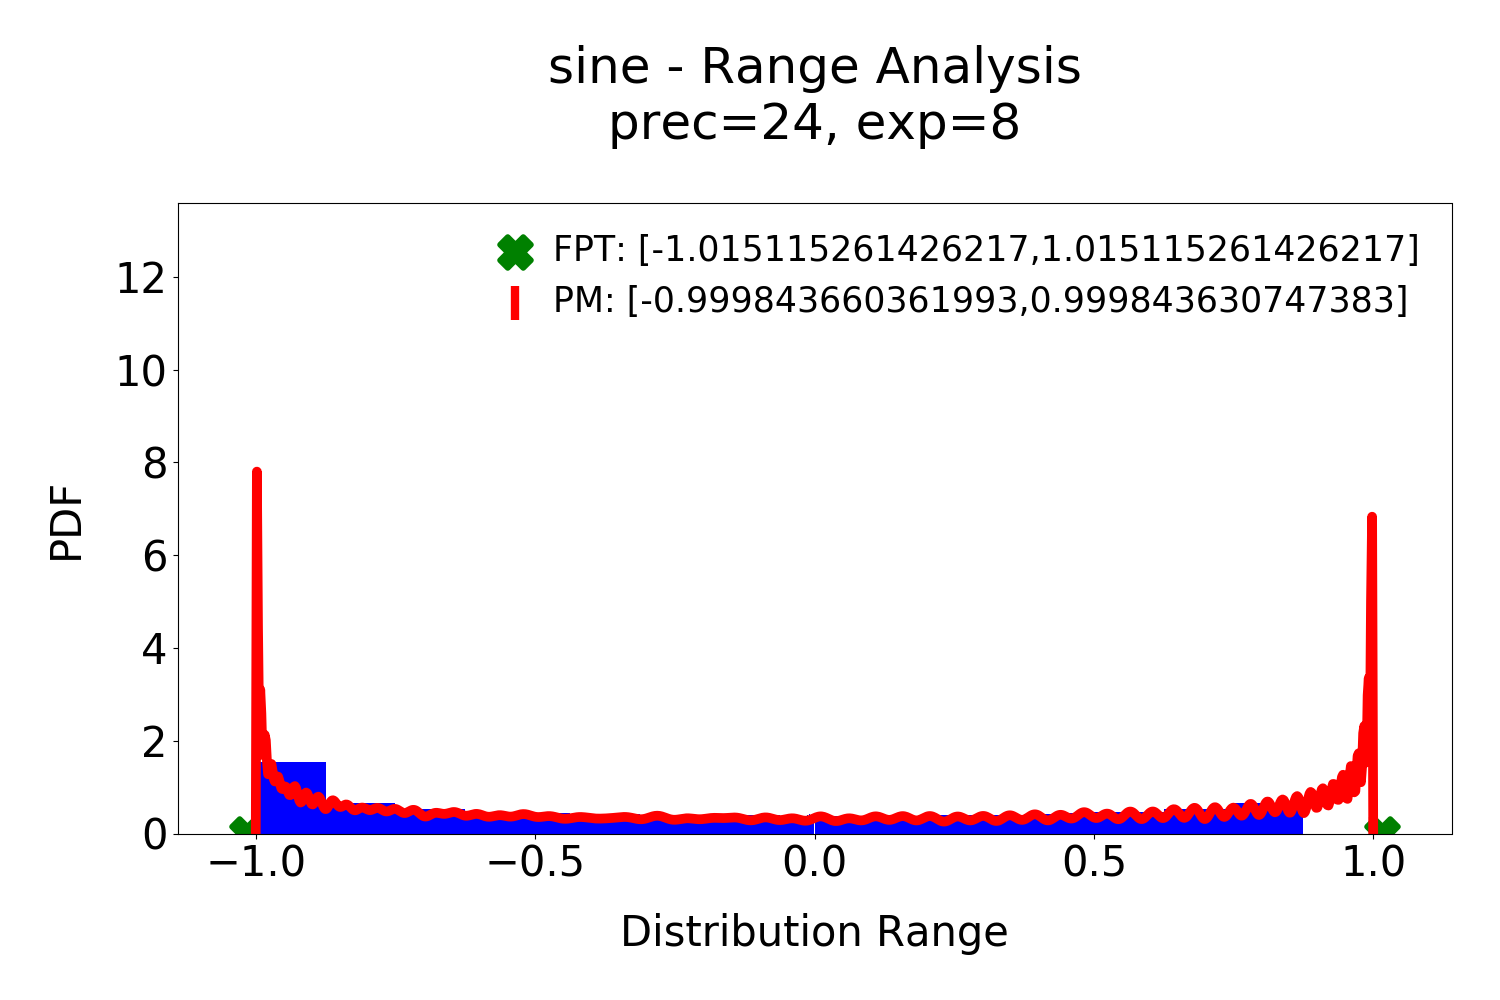 sine - Range Analysis
prec=24, exp=8
FPT: [-1.015115261426217,1.015115261426217]
PM: [-0.999843660361993,0.999843630747383]
12
10
8
6
4
2
0
PDF
−1.0 −0.5 0.0 0.5 1.0
Distribution Range